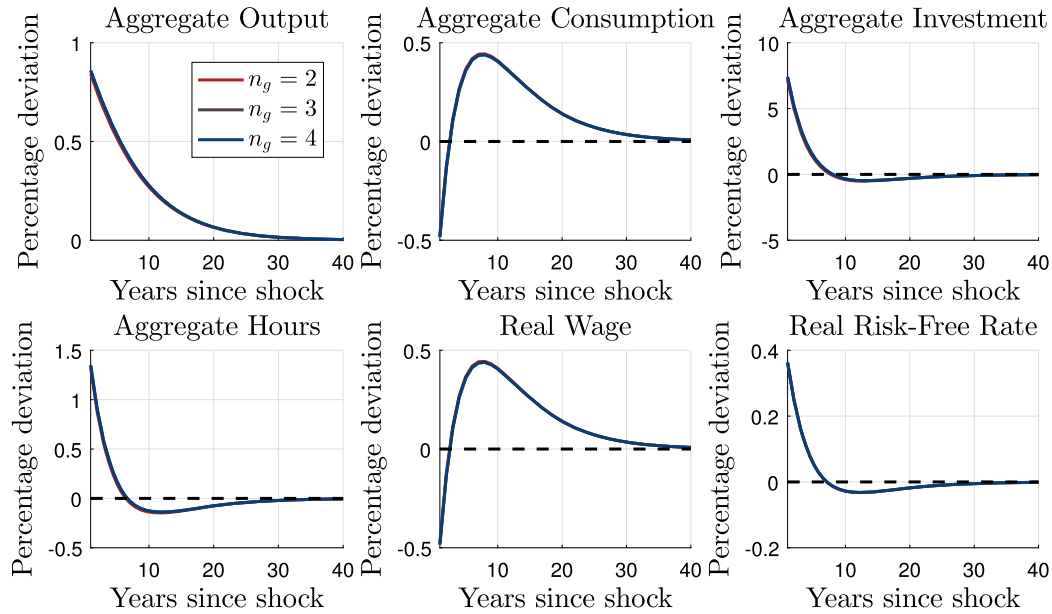 Aggregate Output
Percentage deviation
1
0.5
0
10 20 30 40
Years since shock
n_g = 2
n_g = 3
n_g = 4
Aggregate Consumption
Percentage deviation
0.5
0
-0.5
10 20 30 40
Years since shock
Aggregate Investment
Percentage deviation
10
5
0
-5
10 20 30 40
Years since shock
Aggregate Hours
Percentage deviation
1.5
1
0.5
0
-0.5
10 20 30 40
Years since shock
Real Wage
Percentage deviation
0.5
0
-0.5
10 20 30 40
Years since shock
Real Risk-Free Rate
Percentage deviation
0.4
0.2
0
-0.2
10 20 30 40
Years since shock